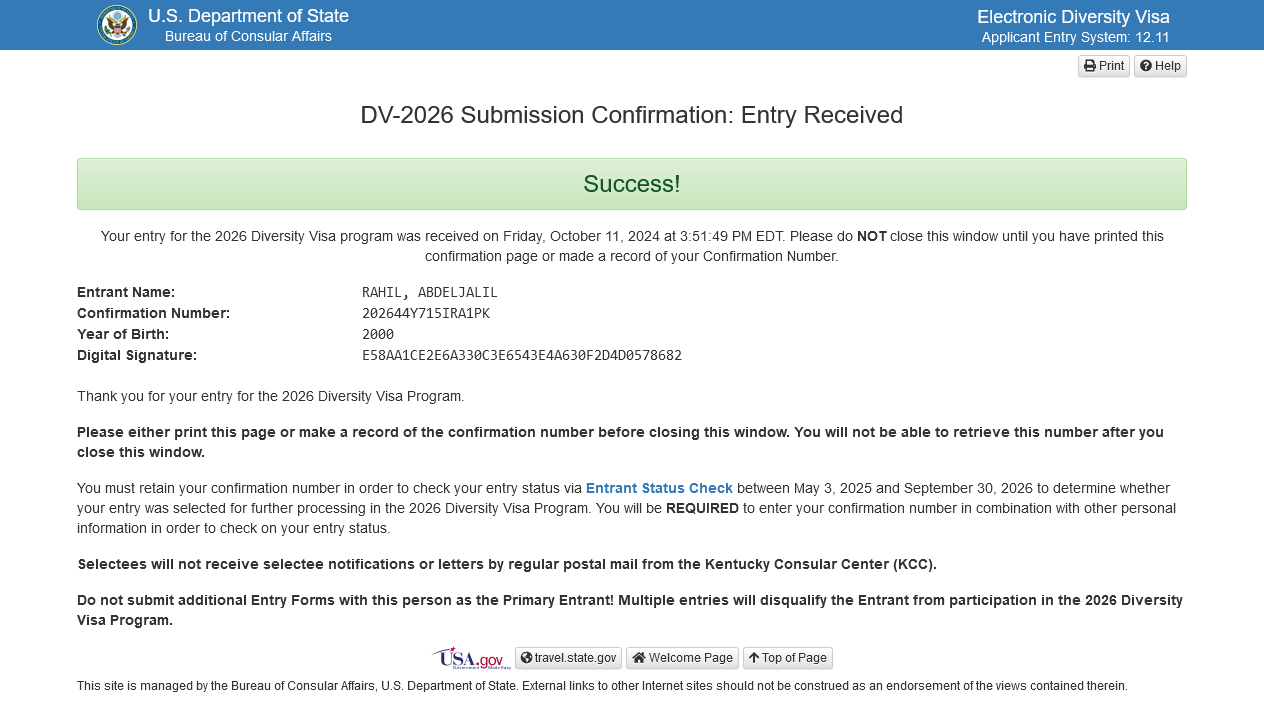 U.S. Department of State
Bureau of Consular Affairs
Electronic Diversity Visa
Applicant Entry System: 12.11
Print
Help
DV-2026 Submission Confirmation: Entry Received
Success!
Your entry for the 2026 Diversity Visa program was received on Friday, October 11, 2024 at 3:51:49 PM EDT. Please do NOT close this window until you have printed this
confirmation page or made a record of your Confirmation Number.
Entrant Name: RAHIL, ABDELJALIL
Confirmation Number: 202644Y715IRA1PK
Year of Birth: 2000
Digital Signature: E58AA1CE2E6A330C3E6543E4A630F2D4D0578682
Thank you for your entry for the 2026 Diversity Visa Program.
Please either print this page or make a record of the confirmation number before closing this window. You will not be able to retrieve this number after you
close this window.
You must retain your confirmation number in order to check your entry status via Entrant Status Check between May 3, 2025 and September 30, 2026 to determine whether
your entry was selected for further processing in the 2026 Diversity Visa Program. You will be REQUIRED to enter your confirmation number in combination with other personal
information in order to check on your entry status.
Selectees will not receive selectee notifications or letters by regular postal mail from the Kentucky Consular Center (KCC).
Do not submit additional Entry Forms with this person as the Primary Entrant! Multiple entries will disqualify the Entrant from participation in the 2026 Diversity
Visa Program.
USA.gov
Government Made Easy
travel.state.gov
Welcome Page
Top of Page
This site is managed by the Bureau of Consular Affairs, U.S. Department of State. External links to other Internet sites should not be construed as an endorsement of the views contained therein.